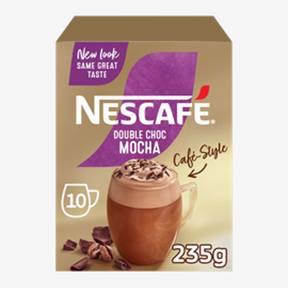 New look
SAME GREAT
TASTE
NESCAFÉ
DOUBLE CHOC
MOCHA
Café-Style
10
235g